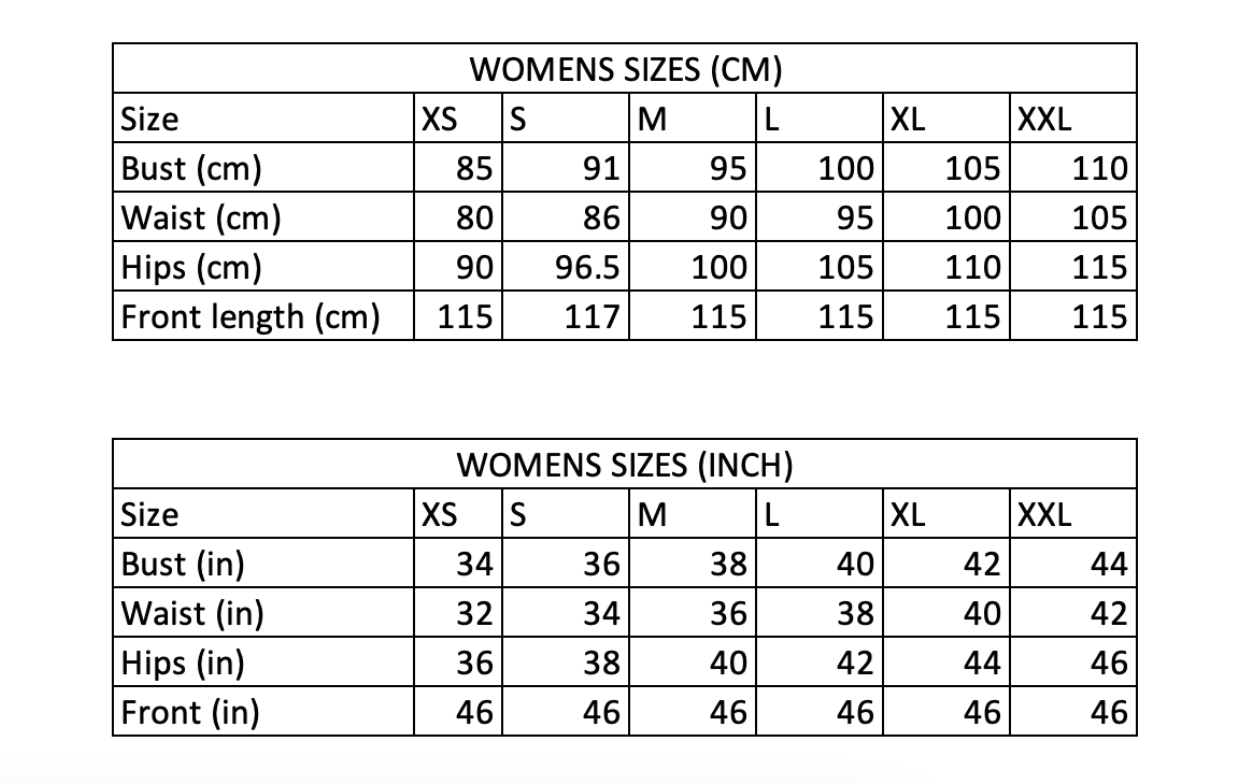 WOMENS SIZES (CM)
Size XS S M L XL XXL
Bust (cm) 85 91 95 100 105 110
Waist (cm) 80 86 90 95 100 105
Hips (cm) 90 96.5 100 105 110 115
Front length (cm) 115 117 115 115 115 115
WOMENS SIZES (INCH)
Size XS S M L XL XXL
Bust (in) 34 36 38 40 42 44
Waist (in) 32 34 36 38 40 42
Hips (in) 36 38 40 42 44 46
Front (in) 46 46 46 46 46 46